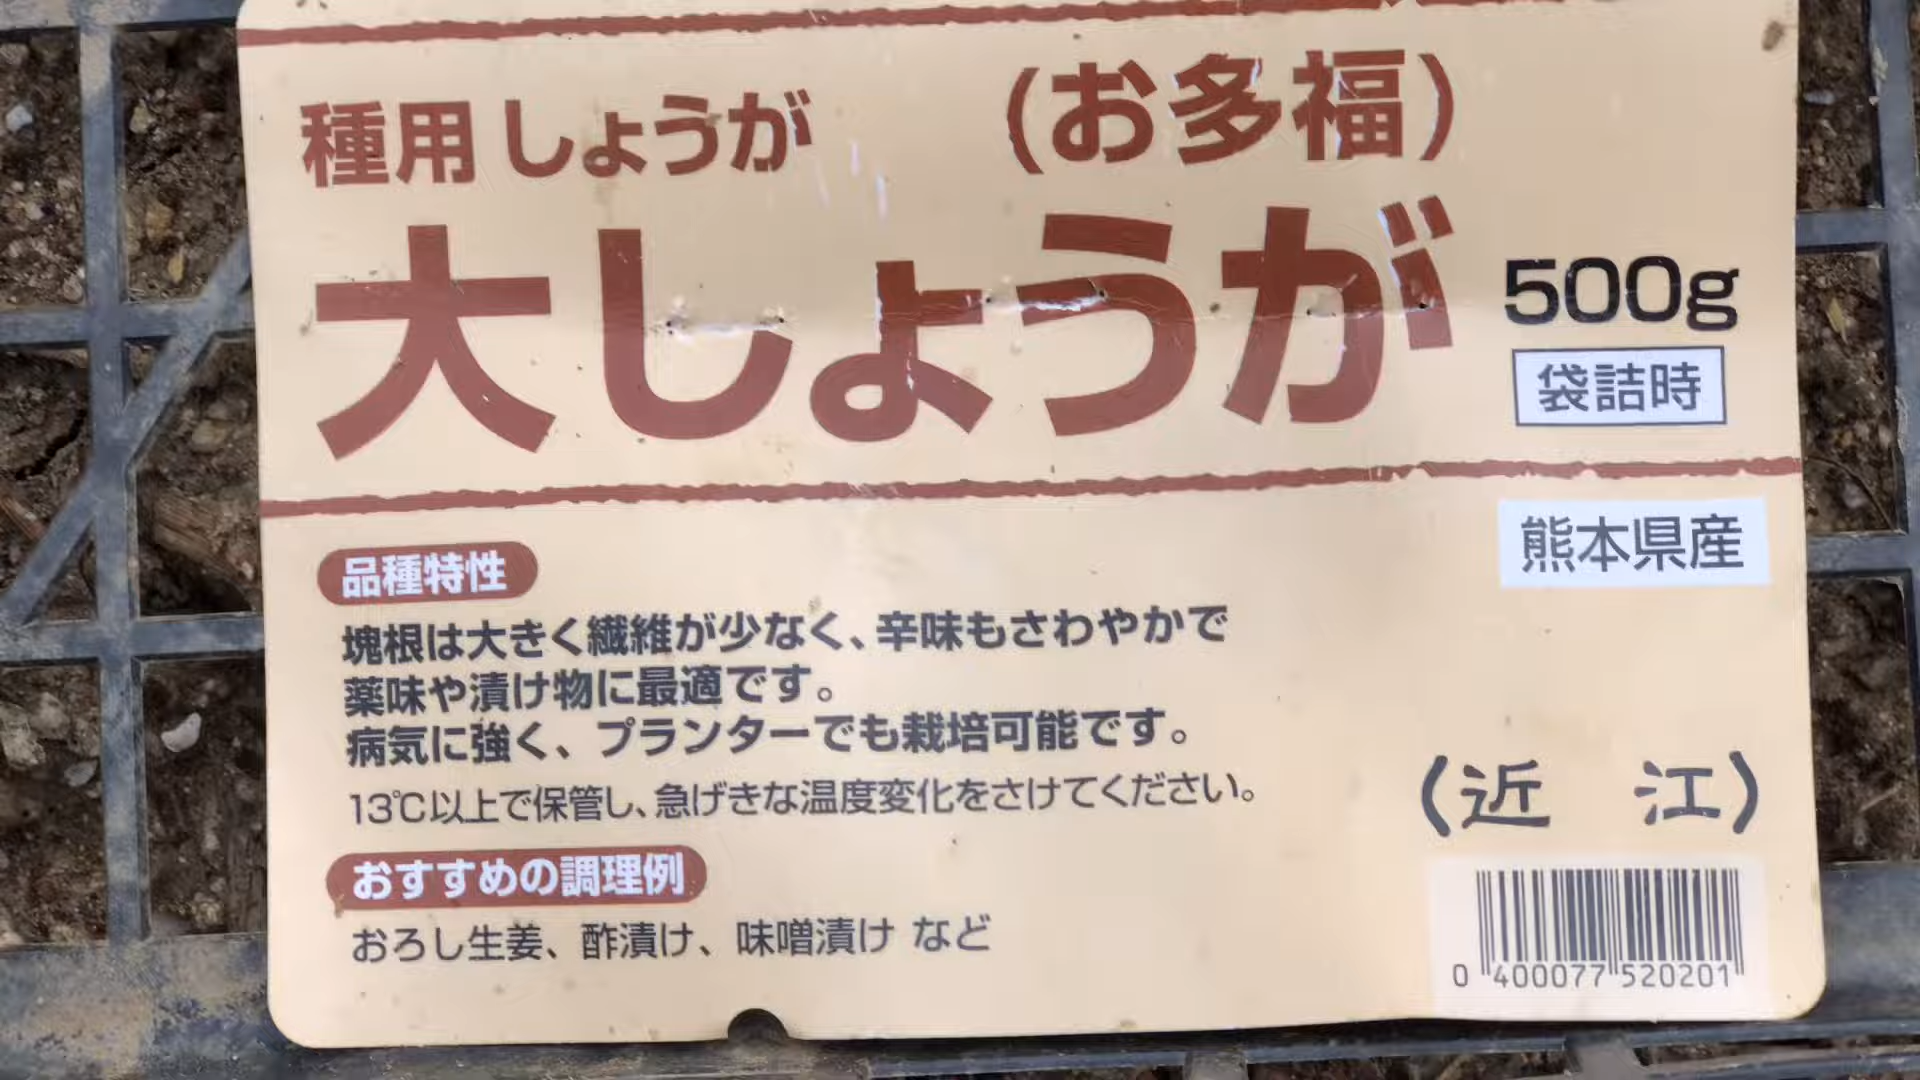 種用しょうが (お多福)
大しょうが 500g
袋詰時
熊本県産
品種特性
塊根は大きく繊維が少なく、辛味もさわやかで
薬味や漬け物に最適です。
病気に強く、プランターでも栽培可能です。
13℃以上で保管し、急げきな温度変化をさけてください。
(近 江)
おすすめの調理例
おろし生姜、酢漬け、味噌漬け など
0 400077 520201